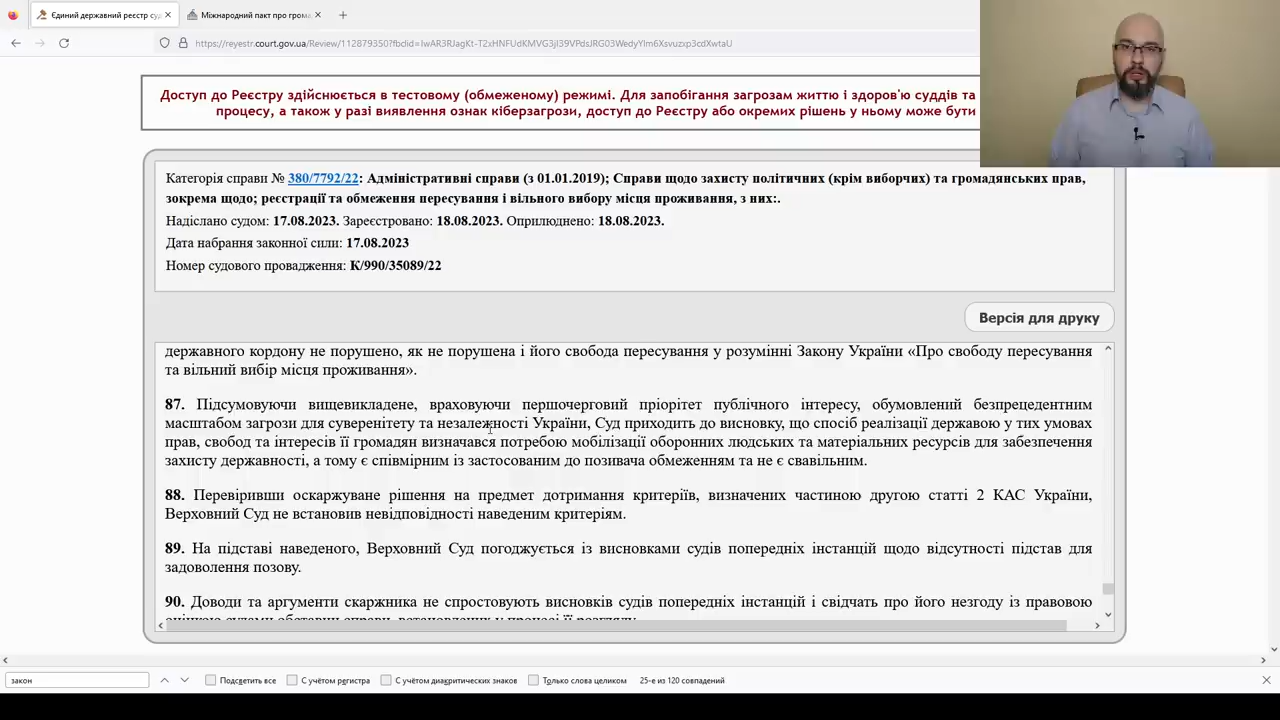 Єдиний державний реєстр суд
Міжнародний пакт про грома
https://reyestr.court.gov.ua/Review/112879350?fbclid=
Доступ до Реєстру здійснюється в тестовому (обмеженому) режимі. Для запобігання загрозам життю і здоров'ю суддів та
процесу, а також у разі виявлення ознак кіберзагрози, доступ до Реєстру або окремих рішень у ньому може бути
Категорія справи № 380/7792/22: Адміністративні справи (з 01.01.2019); Справи щодо захисту політичних (крім виборчих) та громадянських прав,
зокрема щодо; реєстрації та обмеження пересування і вільного вибору місця проживання, з них:.
Надіслано судом: 17.08.2023. Зареєстровано: 18.08.2023. Оприлюднено: 18.08.2023.
Дата набрання законної сили: 17.08.2023
Номер судового провадження: К/990/35089/22
Версія для друку
державного кордону не порушено, як не порушена і його свобода пересування у розумінні Закону України «Про свободу пересування
та вільний вибір місця проживання».
87. Підсумовуючи вищевикладене, враховуючи першочерговий пріорітет публічного інтересу, обумовлений безпрецедентним
масштабом загрози для суверенітету та незалежності України, Суд приходить до висновку, що спосіб реалізації державою у тих умовах
прав, свобод та інтересів її громадян визначався потребою мобілізації оборонних людських та матеріальних ресурсів для забезпечення
захисту державності, а тому є співмірним із застосованим до позивача обмеженням та не є свавільним.
88. Перевіривши оскаржуване рішення на предмет дотримання критеріїв, визначених частиною другою статті 2 КАС України,
Верховний Суд не встановив невідповідності наведеним критеріям.
89. На підставі наведеного, Верховний Суд погоджується із висновками судів попередніх інстанцій щодо відсутності підстав для
задоволення позову.
90. Доводи та аргументи скаржника не спростовують висновків судів попередніх інстанцій і свідчать про його незгоду із правовою
оцінкою судами обставин справи, встановлених у процесі її розгляду.
закон
Подсветить все
С учётом регистра
С учётом диакритических знаков
Только слова целиком
25-е из 120 совпадений